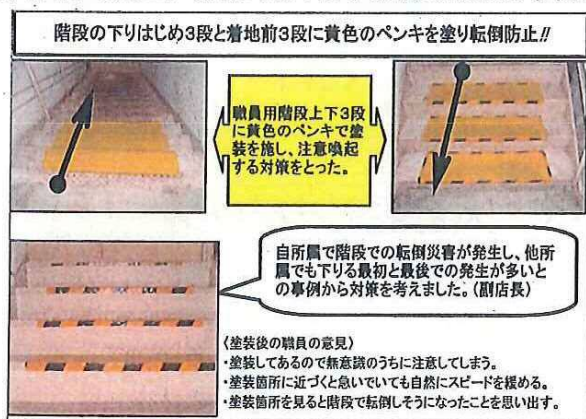 階段の下りはじめ3段と着地前3段に黄色のペンキを塗り転倒防止!!
職員用階段上下3段
に黄色のペンキで塗
装を施し、注意喚起
する対策をとった。
自所属で階段での転倒災害が発生し、他所
属でも下りる最初と最後での発生が多いと
の事例から対策を考えました。(副店長)
〈塗装後の職員の意見〉
・塗装してあるので無意識のうちに注意してしまう。
・塗装箇所に近づくと急いでいても自然にスピードを緩める。
・塗装箇所を見ると階段で転倒しそうになったことを思い出す。